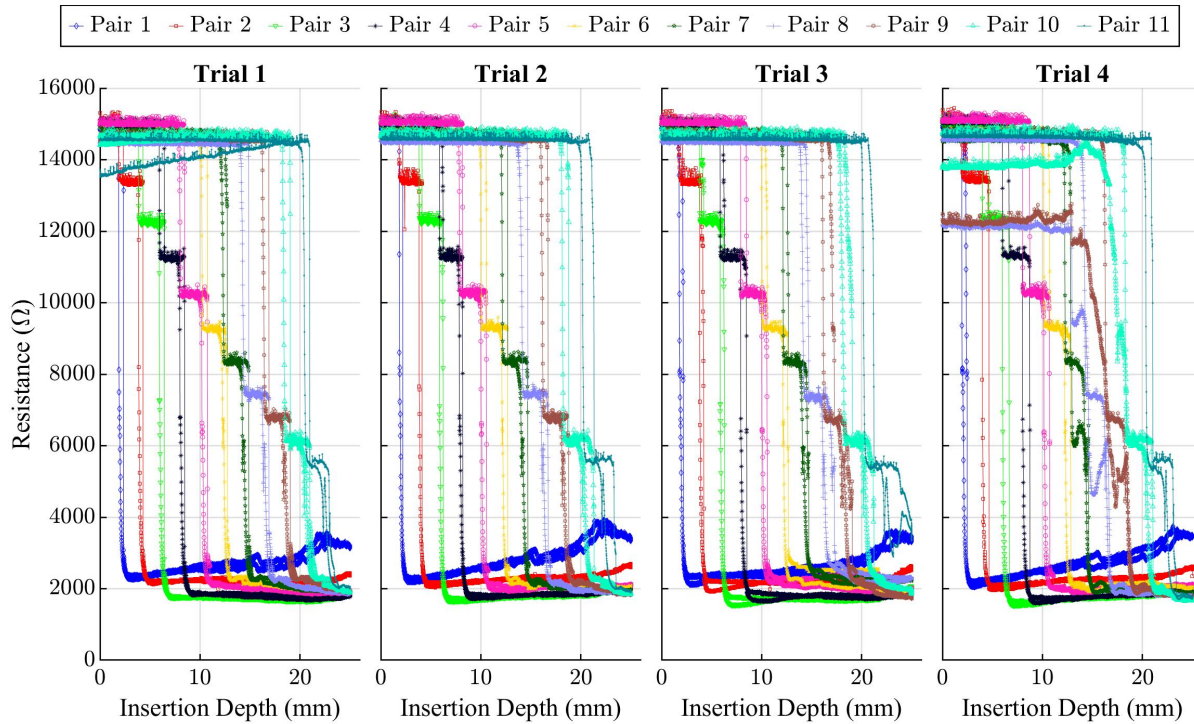 Pair 1 Pair 2 Pair 3 Pair 4 Pair 5 Pair 6 Pair 7 Pair 8 Pair 9 Pair 10 Pair 11
Trial 1 Trial 2 Trial 3 Trial 4
16000
14000
12000
10000
8000
6000
4000
2000
0
Resistance (Ω)
0 10 20 0 10 20 0 10 20 0 10 20
Insertion Depth (mm) Insertion Depth (mm) Insertion Depth (mm) Insertion Depth (mm)